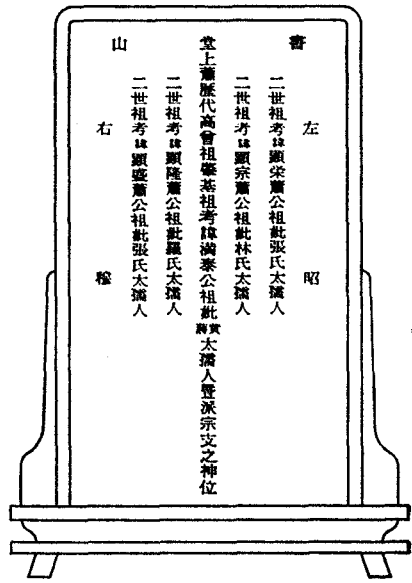 書山
左昭
二世祖考諱顯栄蕭公祖妣張氏太孺人
二世祖考諱顯宗蕭公祖妣林氏太孺人
堂上蕭歷代高曾祖肇基祖考諱満泰公祖妣黃蔣太孺人暨派宗支之神位
二世祖考諱顯隆蕭公祖妣羅氏太孺人
二世祖考諱顯盛蕭公祖妣張氏太孺人
右穆